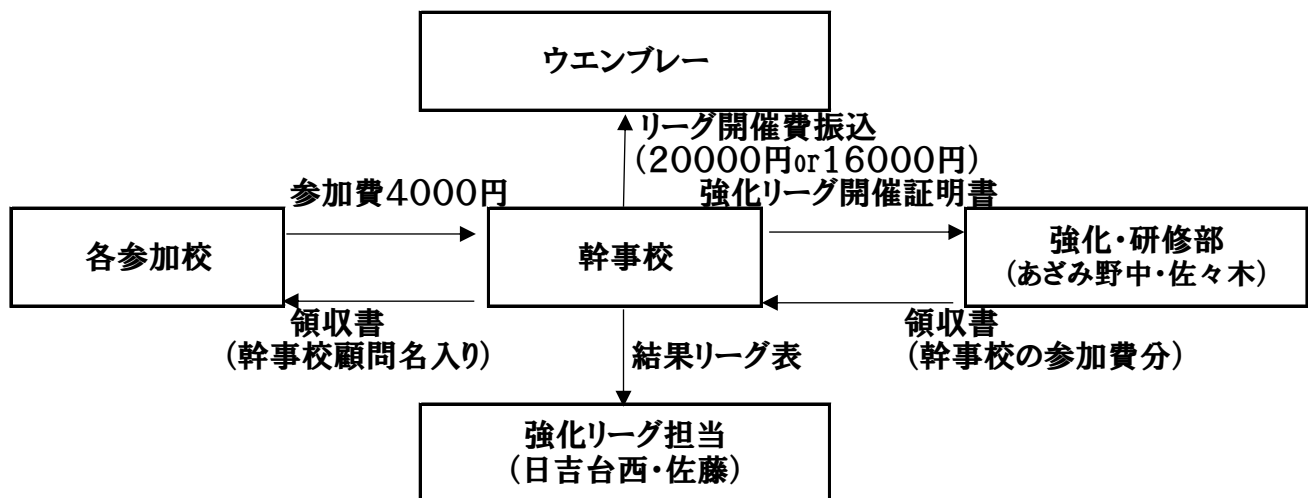 ウエンブレー
リーグ開催費振込
(20000円or16000円)
参加費4000円
強化リーグ開催証明書
各参加校
幹事校
強化・研修部
(あざみ野中・佐々木)
領収書
(幹事校顧問名入り)
結果リーグ表
領収書
(幹事校の参加費分)
強化リーグ担当
(日吉台西・佐藤)